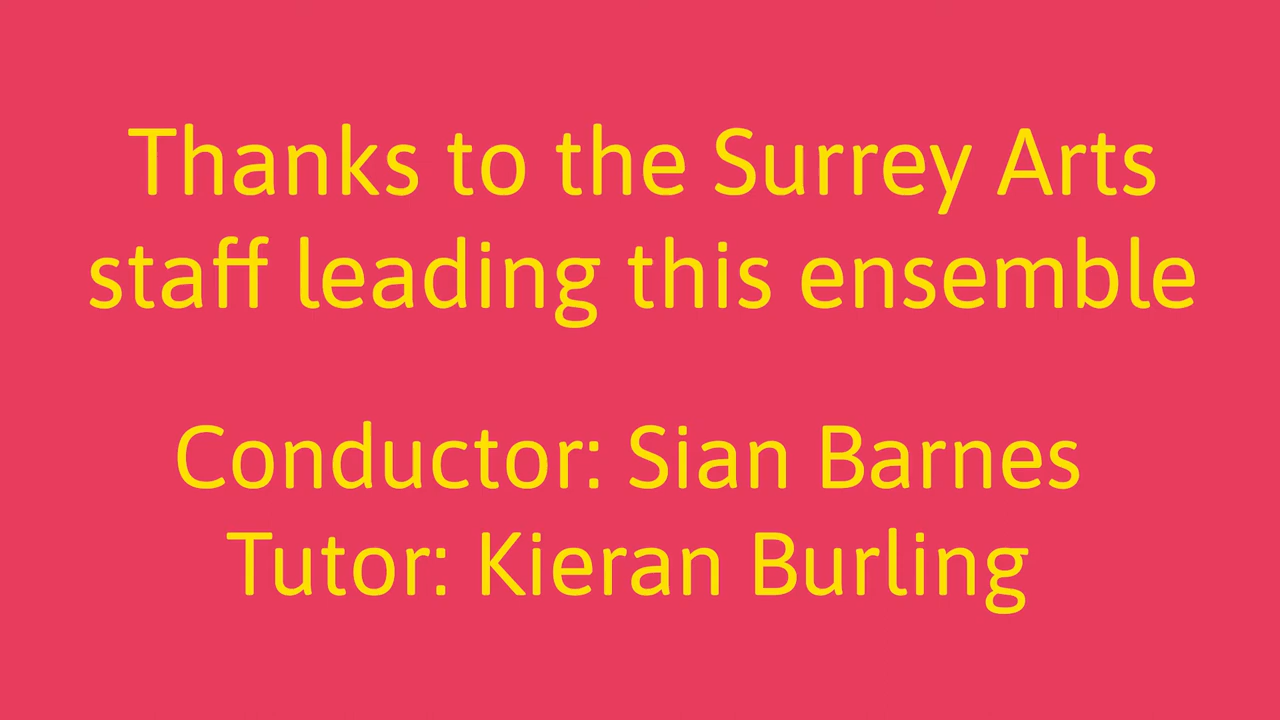 Thanks to the Surrey Arts
staff leading this ensemble
Conductor: Sian Barnes
Tutor: Kieran Burling